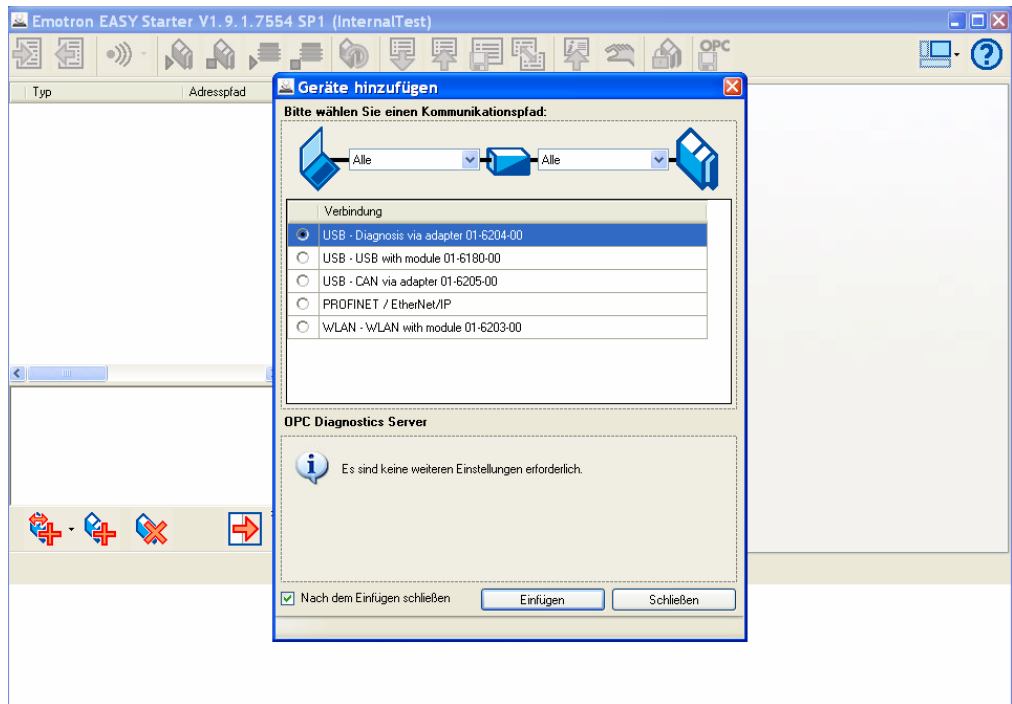 Emotron EASY Starter V1.9.1.7554 SP1 (InternalTest)
OPC
Typ Adresspfad
Geräte hinzufügen
Bitte wählen Sie einen Kommunikationspfad:
Alle Alle
Verbindung
USB - Diagnosis via adapter 01-6204-00
USB - USB with module 01-6180-00
USB - CAN via adapter 01-6205-00
PROFINET / EtherNet/IP
WLAN - WLAN with module 01-6203-00
OPC Diagnostics Server
Es sind keine weiteren Einstellungen erforderlich.
Nach dem Einfügen schließen Einfügen Schließen